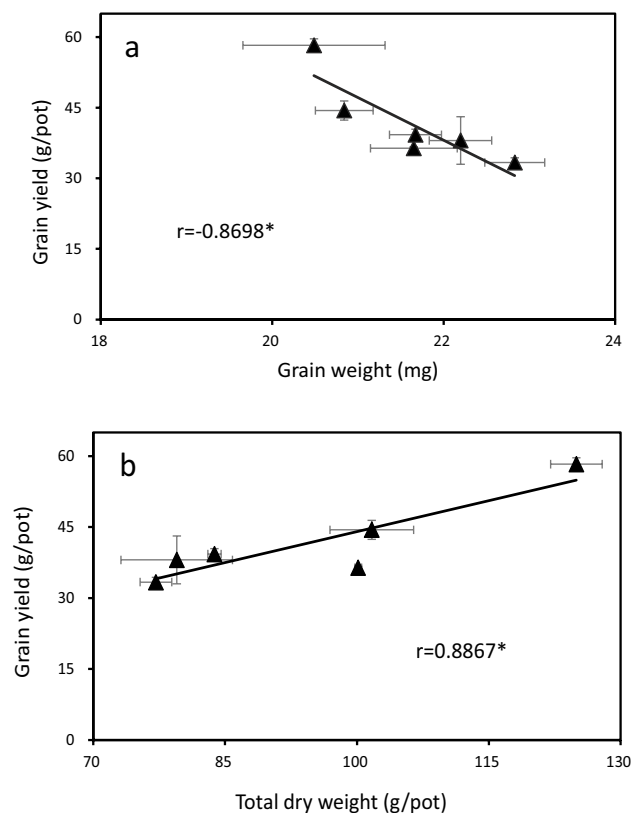 a
Grain yield (g/pot)
60
45
30
15
0
r=-0.8698*
18
20
22
24
Grain weight (mg)
b
Grain yield (g/pot)
60
45
30
15
0
r=0.8867*
70
85
100
115
130
Total dry weight (g/pot)